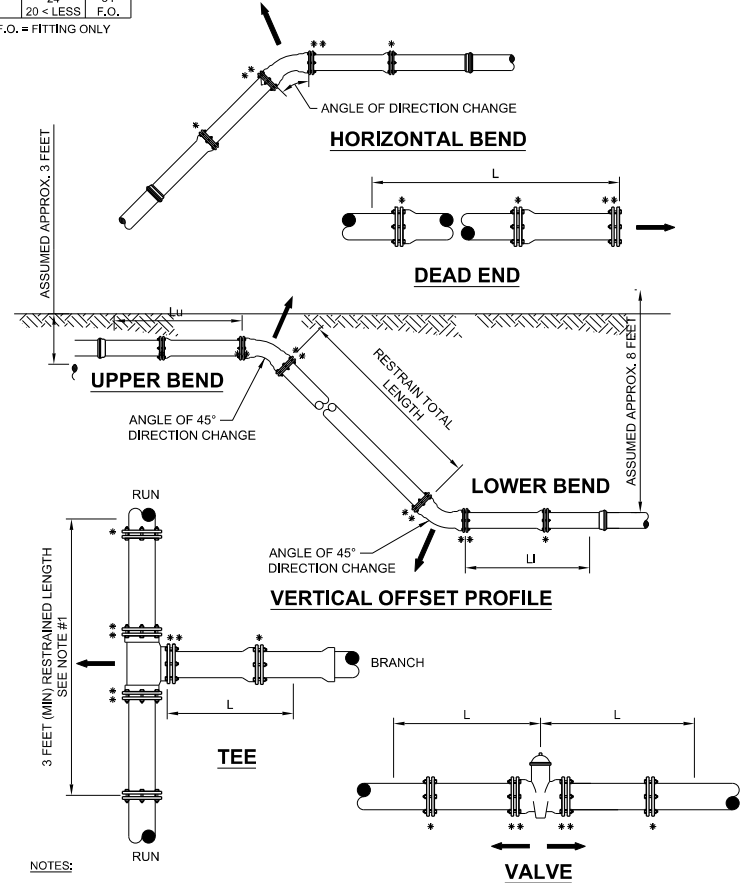 24
20 < LESS F.O.
F.O. = FITTING ONLY
**
*
**
*
ANGLE OF DIRECTION CHANGE
HORIZONTAL BEND
ASSUMED APPROX. 3 FEET
L
*
*
**
DEAD END
Lu
UPPER BEND
ANGLE OF 45°
DIRECTION CHANGE
RESTRAIN TOTAL
LENGTH
ASSUMED APPROX. 8 FEET
LOWER BEND
**
*
Ll
ANGLE OF 45°
DIRECTION CHANGE
VERTICAL OFFSET PROFILE
RUN
3 FEET (MIN) RESTRAINED LENGTH
SEE NOTE #1
*
**
**
*
** *
BRANCH
L
TEE
RUN
L L
* ** ** *
VALVE
NOTES: